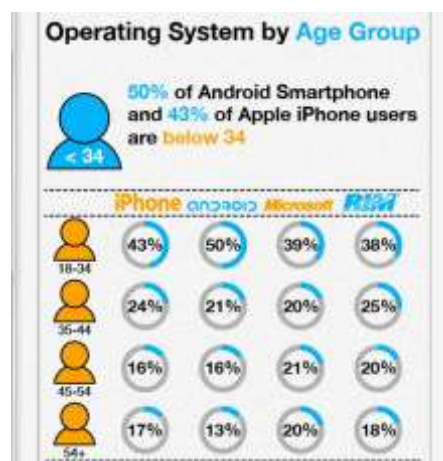 Operating System by Age Group
50% of Android Smartphone
and 43% of Apple iPhone users
are below 34
< 34
iPhone android Microsoft RIM
43% 50% 39% 38%
18-34
24% 21% 20% 25%
35-44
16% 16% 21% 20%
45-54
17% 13% 20% 18%
54+